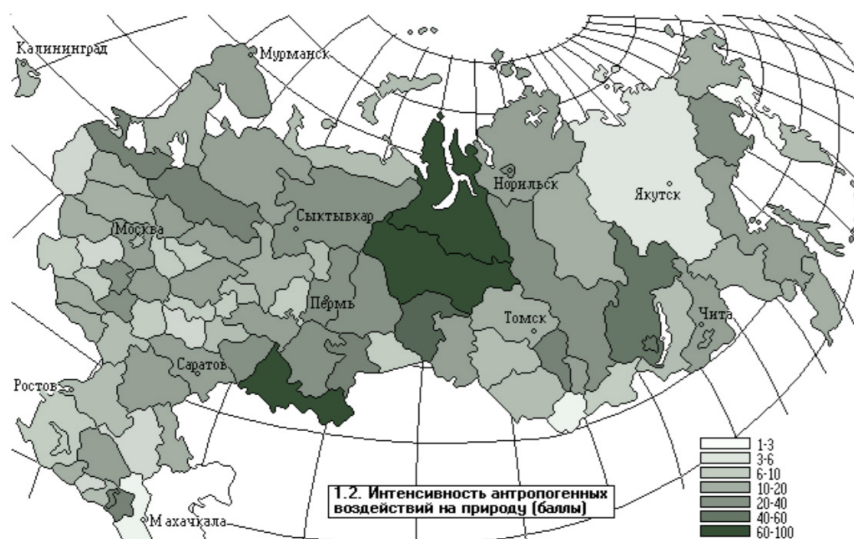 Калининград
Мурманск
Норильск
Якутск
Сыктывкар
Москва
Пермь
Томск
Чита
Саратов
Ростов
Махачкала
1.2. Интенсивность антропогенных
воздействий на природу (баллы)
1-3
3-6
6-10
10-20
20-40
40-60
60-100